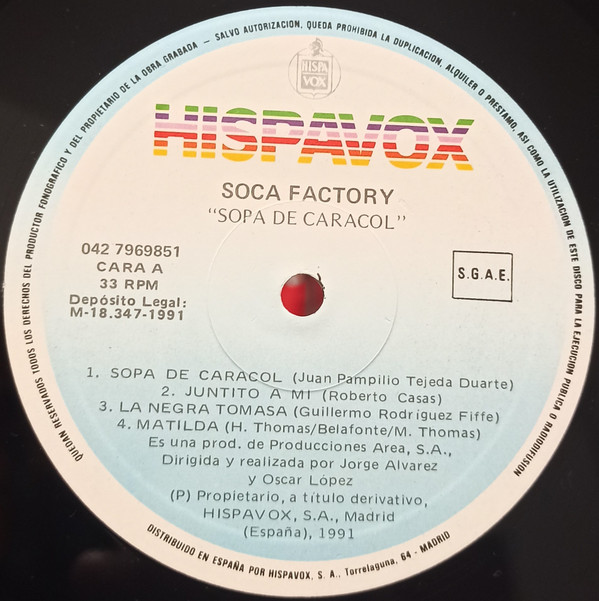 QUEDAN RESERVADOS TODOS LOS DERECHOS DEL PRODUCTOR FONOGRAFICO Y DEL PROPIETARIO DE LA OBRA GRABADA – SALVO AUTORIZACION, QUEDA PROHIBIDA LA DUPLICACION, ALQUILER O PRESTAMO, ASI COMO LA UTILIZACION DE ESTE DISCO PARA LA EJECUCION PUBLICA O RADIODIFUSION
HISPA
VOX
HISPAVOX
SOCA FACTORY
"SOPA DE CARACOL"
042 7969851
CARA A
33 RPM
Depósito Legal:
M-18.347-1991
S.G.A.E.
1. SOPA DE CARACOL (Juan Pampilio Tejeda Duarte)
2. JUNTITO A MI (Roberto Casas)
3. LA NEGRA TOMASA (Guillermo Rodríguez Fiffe)
4. MATILDA (H. Thomas/Belafonte/M. Thomas)
Es una prod. de Producciones Area, S.A.,
Dirigida y realizada por Jorge Alvarez
y Oscar López
(P) Propietario, a título derivativo,
HISPAVOX, S.A., Madrid
(España), 1991
DISTRIBUIDO EN ESPAÑA POR HISPAVOX, S. A., Torrelaguna, 64 - MADRID